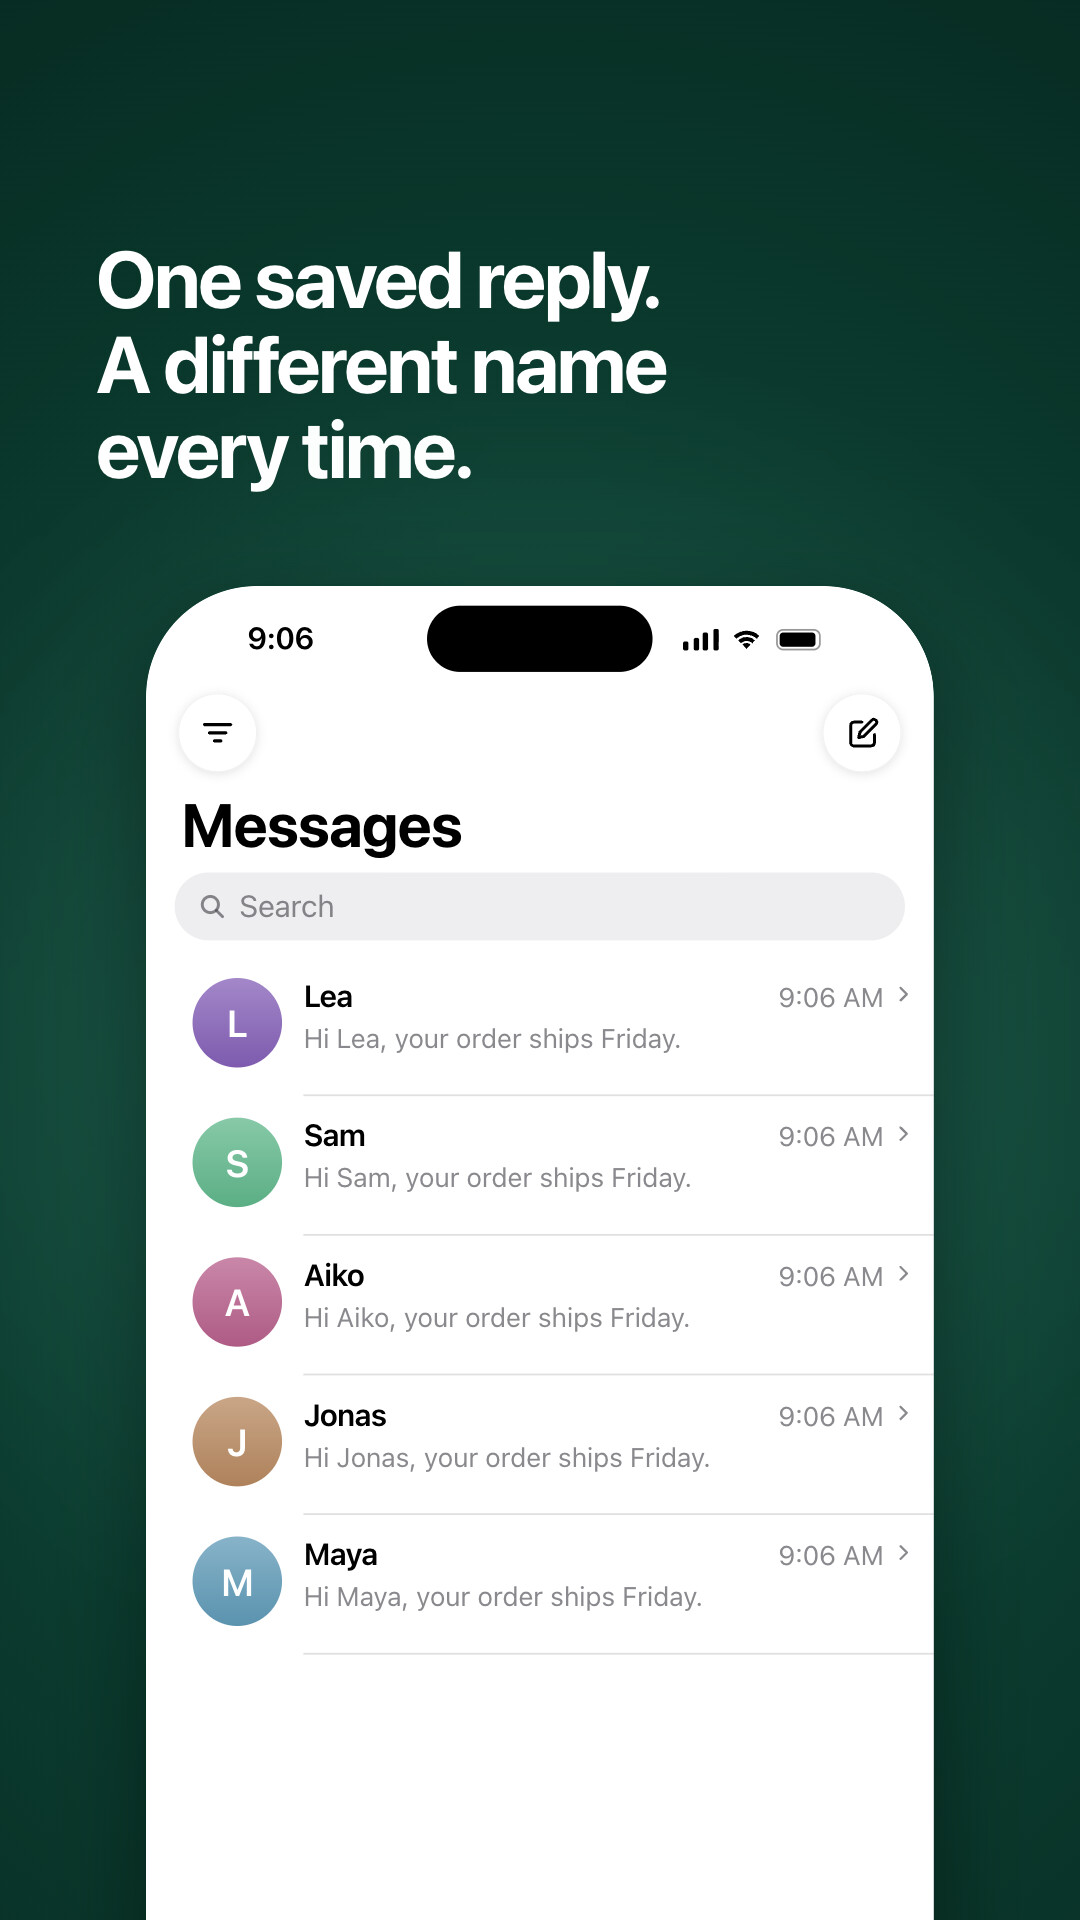 One saved reply.
A different name
every time.
9:06
Messages
Search
L
Lea
9:06 AM
Hi Lea, your order ships Friday.
S
Sam
9:06 AM
Hi Sam, your order ships Friday.
A
Aiko
9:06 AM
Hi Aiko, your order ships Friday.
J
Jonas
9:06 AM
Hi Jonas, your order ships Friday.
M
Maya
9:06 AM
Hi Maya, your order ships Friday.